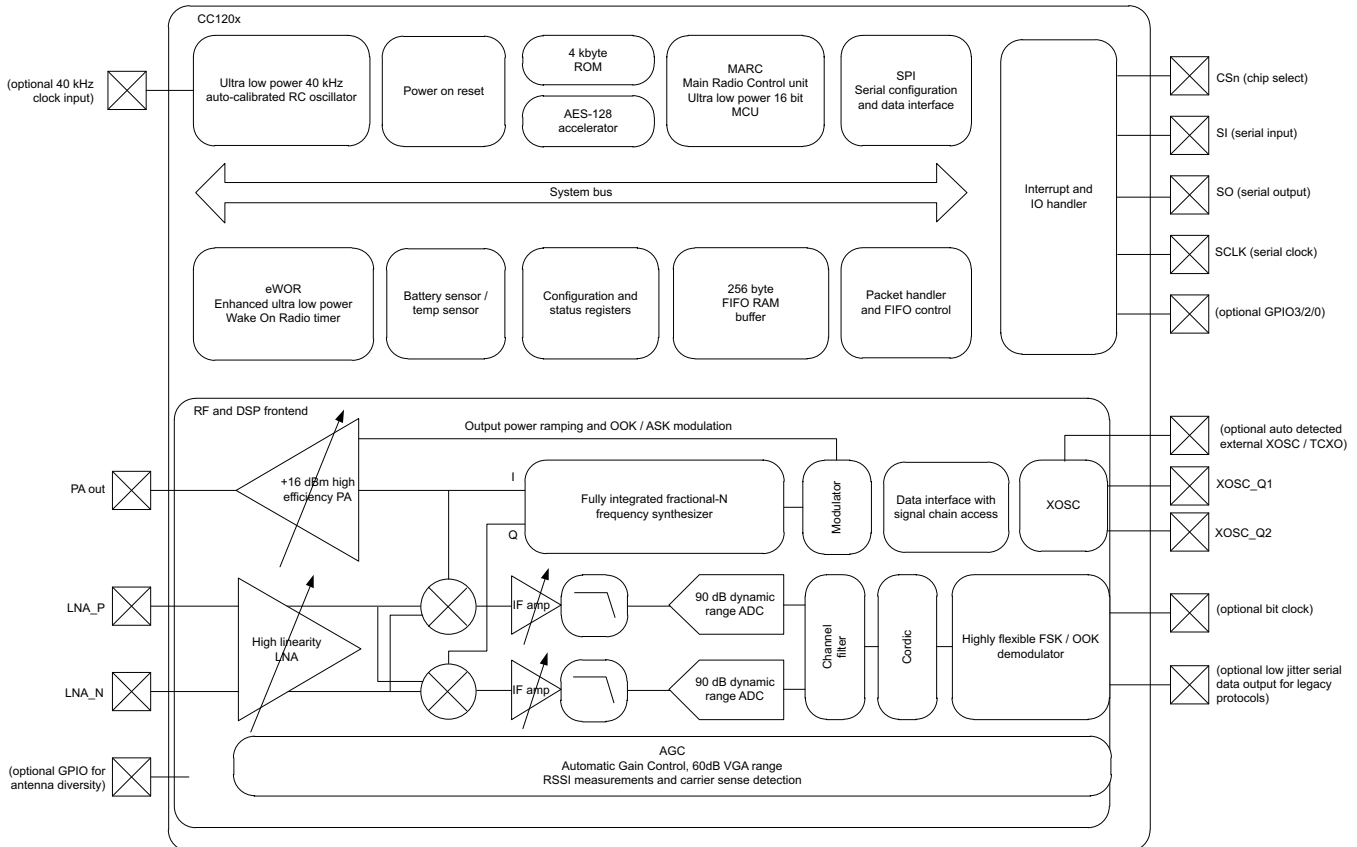 CC120x
(optional 40 kHz
clock input)
Ultra low power 40 kHz
auto-calibrated RC oscillator
Power on reset
4 kbyte
ROM
AES-128
accelerator
MARC
Main Radio Control unit
Ultra low power 16 bit
MCU
SPI
Serial configuration
and data interface
Interrupt and
IO handler
CSn (chip select)
SI (serial input)
SO (serial output)
SCLK (serial clock)
(optional GPIO3/2/0)
System bus
eWOR
Enhanced ultra low power
Wake On Radio timer
Battery sensor /
temp sensor
Configuration and
status registers
256 byte
FIFO RAM
buffer
Packet handler
and FIFO control
RF and DSP frontend
Output power ramping and OOK / ASK modulation
(optional auto detected
external XOSC / TCXO)
PA out
+16 dBm high
efficiency PA
I
Q
Fully integrated fractional-N
frequency synthesizer
Modulator
Data interface with
signal chain access
XOSC
XOSC_Q1
XOSC_Q2
LNA_P
LNA_N
High linearity
LNA
IF amp
90 dB dynamic
range ADC
IF amp
90 dB dynamic
range ADC
Channel
filter
Cordic
Highly flexible FSK / OOK
demodulator
(optional bit clock)
(optional low jitter serial
data output for legacy
protocols)
(optional GPIO for
antenna diversity)
AGC
Automatic Gain Control, 60dB VGA range
RSSI measurements and carrier sense detection